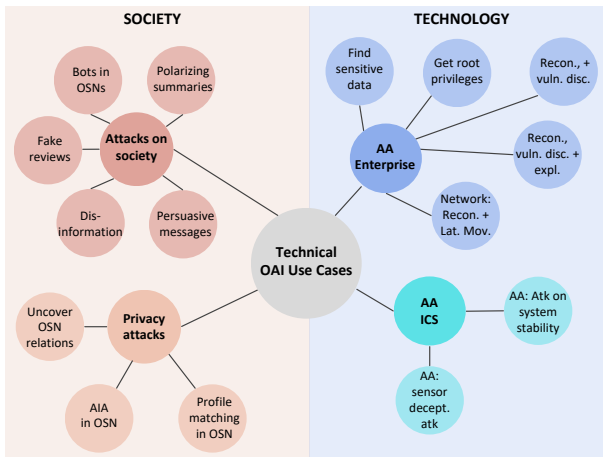 SOCIETY
TECHNOLOGY
Bots in
OSNs
Polarizing
summaries
Fake
reviews
Attacks on
society
Dis-
information
Persuasive
messages
Find
sensitive
data
Get root
privileges
Recon., +
vuln. disc.
AA
Enterprise
Recon.,
vuln. disc. +
expl.
Network:
Recon. +
Lat. Mov.
Technical
OAI Use Cases
Uncover
OSN
relations
Privacy
attacks
AIA
in OSN
Profile
matching
in OSN
AA
ICS
AA: Atk on
system
stability
AA:
sensor
decept.
atk